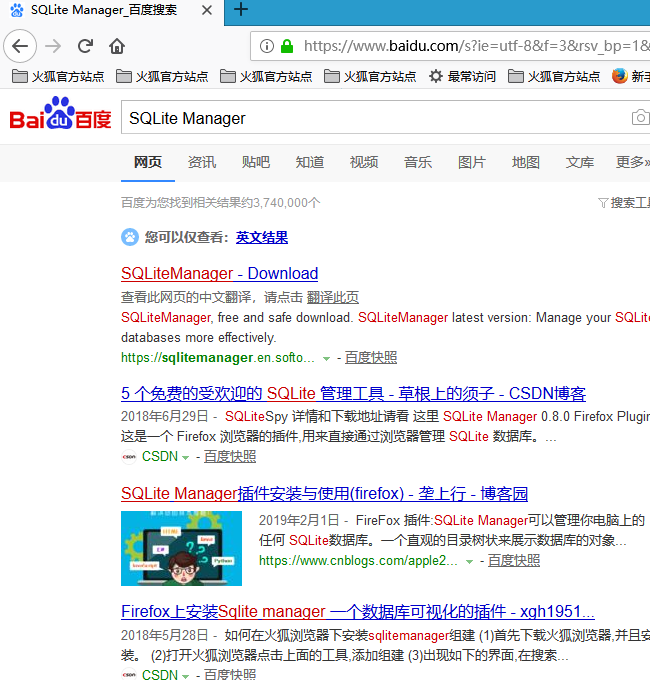 SQLite Manager_百度搜索
https://www.baidu.com/s?ie=utf-8&f=3&rsv_bp=1&
火狐官方站点 火狐官方站点 火狐官方站点 火狐官方站点 最常访问 火狐官方站点 新手
Bai du 百度 SQLite Manager
网页 资讯 贴吧 知道 视频 音乐 图片 地图 文库 更多»
百度为您找到相关结果约3,740,000个 搜索工具
您可以仅查看：英文结果
SQLiteManager - Download
查看此网页的中文翻译，请点击 翻译此页
SQLiteManager, free and safe download. SQLiteManager latest version: Manage your SQLite
databases more effectively.
https://sqlitemanager.en.softo... - 百度快照
5 个免费的受欢迎的 SQLite 管理工具 - 草根上的须子 - CSDN博客
2018年6月29日 - SQLiteSpy 详情和下载地址请看 这里 SQLite Manager 0.8.0 Firefox Plugin
这是一个 Firefox 浏览器的插件,用来直接通过浏览器管理 SQLite 数据库。...
CSDN CSDN - 百度快照
SQLite Manager插件安装与使用(firefox) - 垄上行 - 博客园
2019年2月1日 - FireFox 插件:SQLite Manager可以管理你电脑上的
任何 SQLite数据库。一个直观的目录树状来展示数据库的对象...
https://www.cnblogs.com/apple2... - 百度快照
Firefox上安装Sqlite manager 一个数据库可视化的插件 - xgh1951...
2018年5月28日 - 如何在火狐浏览器下安装sqlitemanager组建 (1)首先下载火狐浏览器,并且安
装。 (2)打开火狐浏览器点击上面的工具,添加组建 (3)出现如下的界面,在搜索...
CSDN CSDN - 百度快照